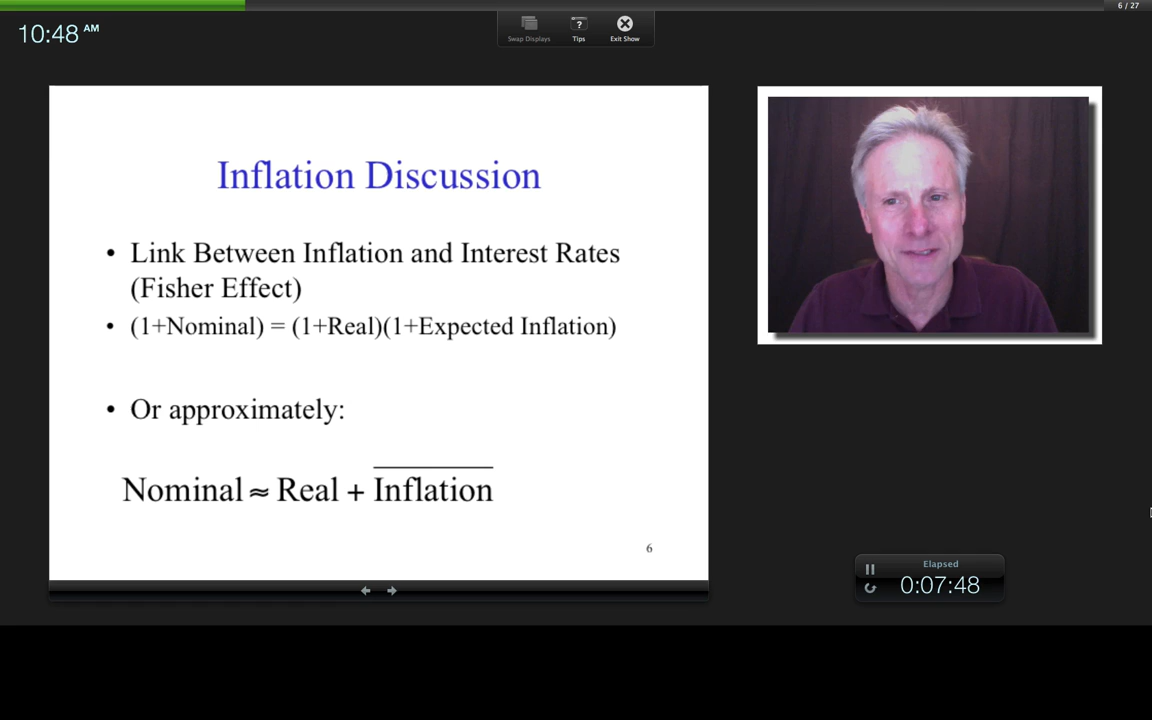 6 / 27
10:48 AM
Swap Displays
?
Tips
Exit Show
Inflation Discussion
• Link Between Inflation and Interest Rates
(Fisher Effect)
• (1+Nominal) = (1+Real)(1+Expected Inflation)
• Or approximately:
Nominal ≈ Real + Inflation
6
Elapsed
0:07:48